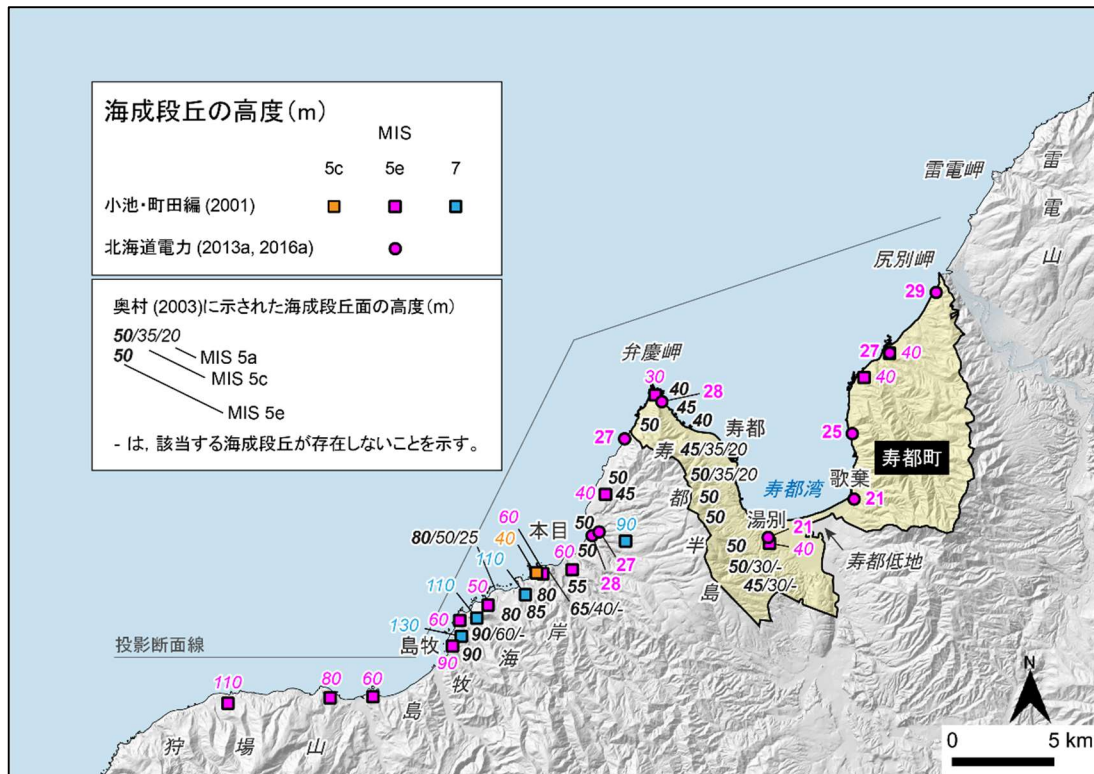 海成段丘の高度(m)
MIS
5c 5e 7
小池・町田編 (2001)
北海道電力 (2013a, 2016a)
奥村 (2003)に示された海成段丘面の高度(m)
50/35/20
50
MIS 5a
MIS 5c
MIS 5e
- は、該当する海成段丘が存在しないことを示す。
雷電岬
雷電山
尻別岬
29
27
40
40
25
寿都町
歌棄
21
弁慶岬
30
40
28
45
40
50
寿都
27
45/35/20
50/35/20
寿都半島
寿都湾
50
50
40
45
50
湯別
21
40
50
50/30/-
45/30/-
寿都低地
本目
50
90
50
27
28
60
40
60
80/50/25
110
55
110
50
80
85
65/40/-
60
130
90/60/-
島牧
90
90
島牧海岸
投影断面線
110
80
60
狩場山
N
0 5 km